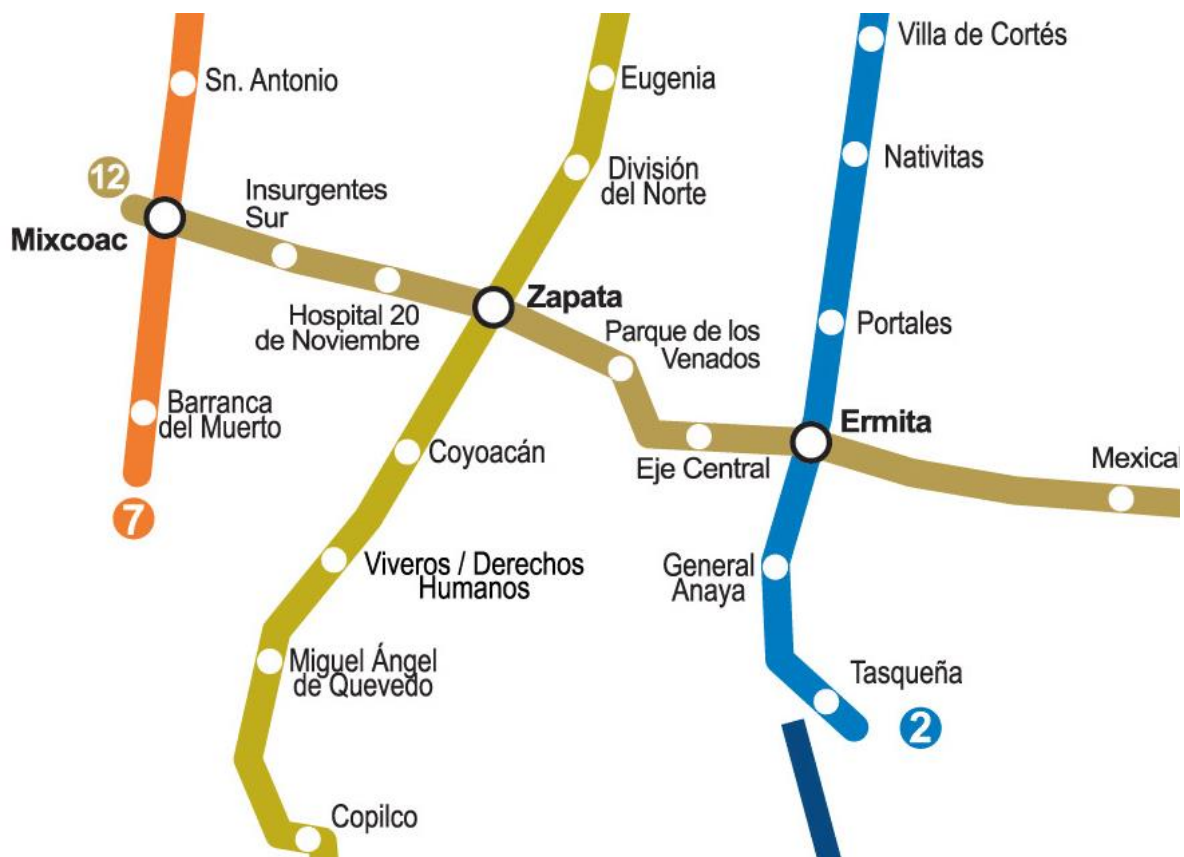 Villa de Cortés
Sn. Antonio
Eugenia
Nativitas
12
División
del Norte
Insurgentes
Sur
Mixcoac
Zapata
Hospital 20
de Noviembre
Parque de los
Venados
Portales
Barranca
del Muerto
Ermita
Coyoacán
Eje Central
Mexical
7
Viveros / Derechos
Humanos
General
Anaya
Miguel Ángel
de Quevedo
Tasqueña
2
Copilco